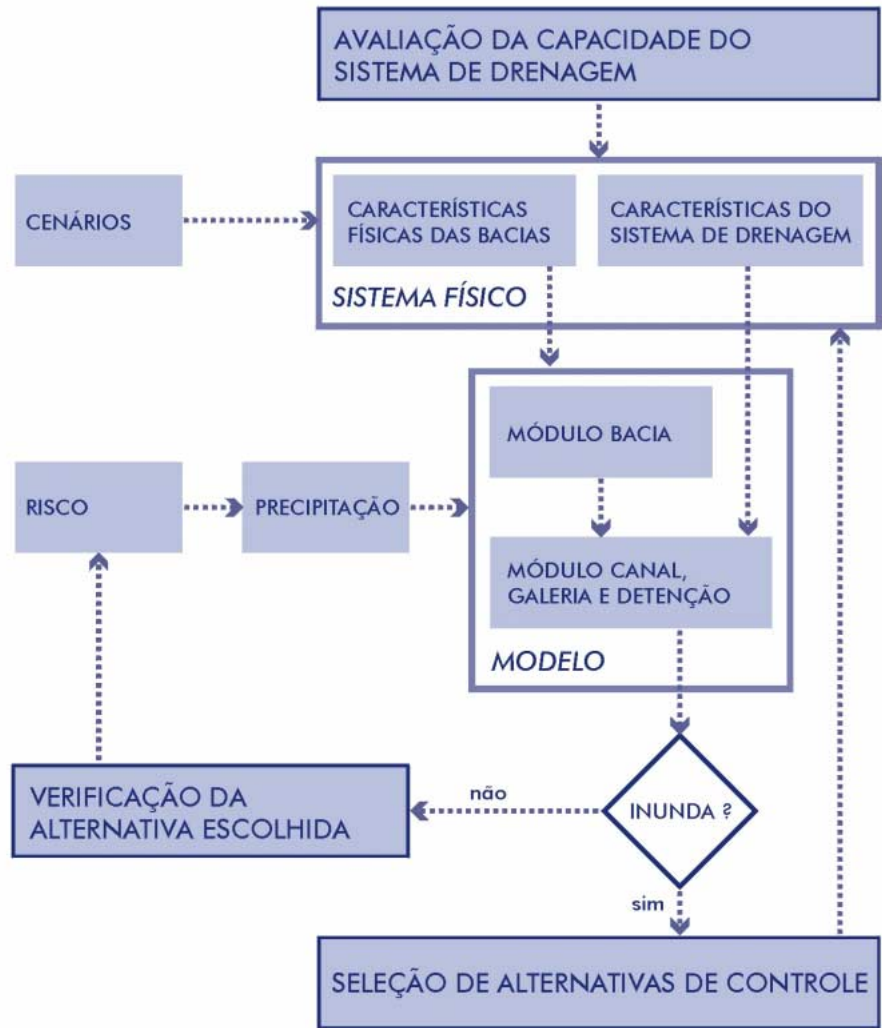 AVALIAÇÃO DA CAPACIDADE DO
SISTEMA DE DRENAGEM
CENÁRIOS
CARACTERÍSTICAS
FÍSICAS DAS BACIAS
CARACTERÍSTICAS DO
SISTEMA DE DRENAGEM
SISTEMA FÍSICO
MÓDULO BACIA
RISCO
PRECIPITAÇÃO
MÓDULO CANAL,
GALERIA E DETENÇÃO
MODELO
VERIFICAÇÃO DA
ALTERNATIVA ESCOLHIDA
não
INUNDA ?
sim
SELEÇÃO DE ALTERNATIVAS DE CONTROLE